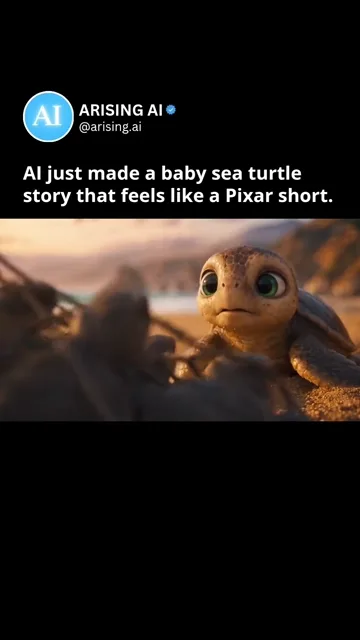 AI
ARISING AI
@arising.ai
AI just made a baby sea turtle
story that feels like a Pixar short.